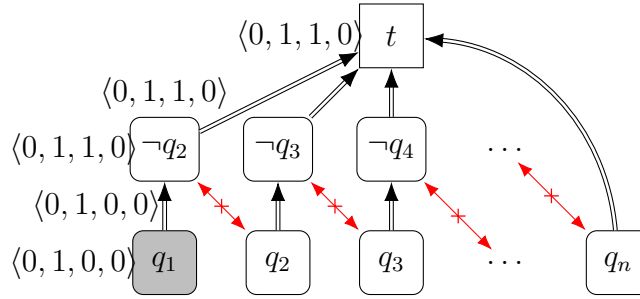 ⟨0, 1, 1, 0⟩ t
⟨0, 1, 1, 0⟩
⟨0, 1, 1, 0⟩ ¬q₂ ¬q₃ ¬q₄ ···
⟨0, 1, 0, 0⟩
⟨0, 1, 0, 0⟩ q₁ q₂ q₃ ··· qₙ